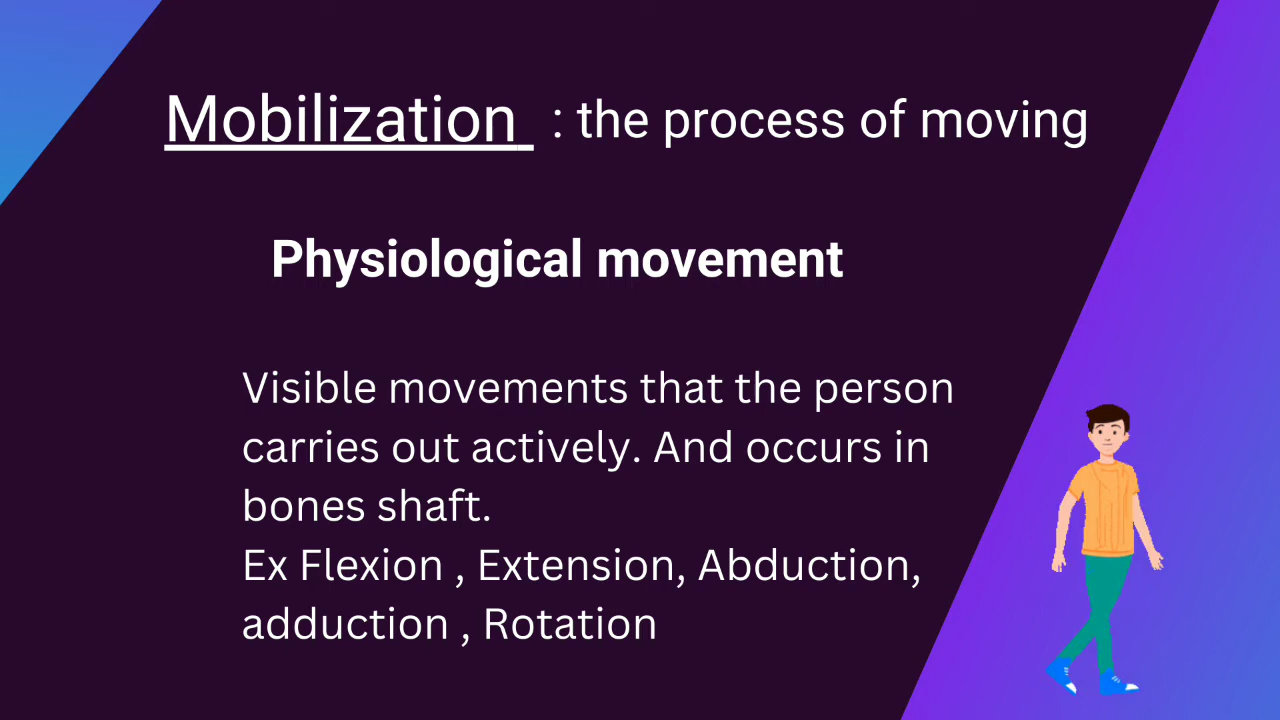 Mobilization : the process of moving
Physiological movement
Visible movements that the person
carries out actively. And occurs in
bones shaft.
Ex Flexion , Extension, Abduction,
adduction , Rotation